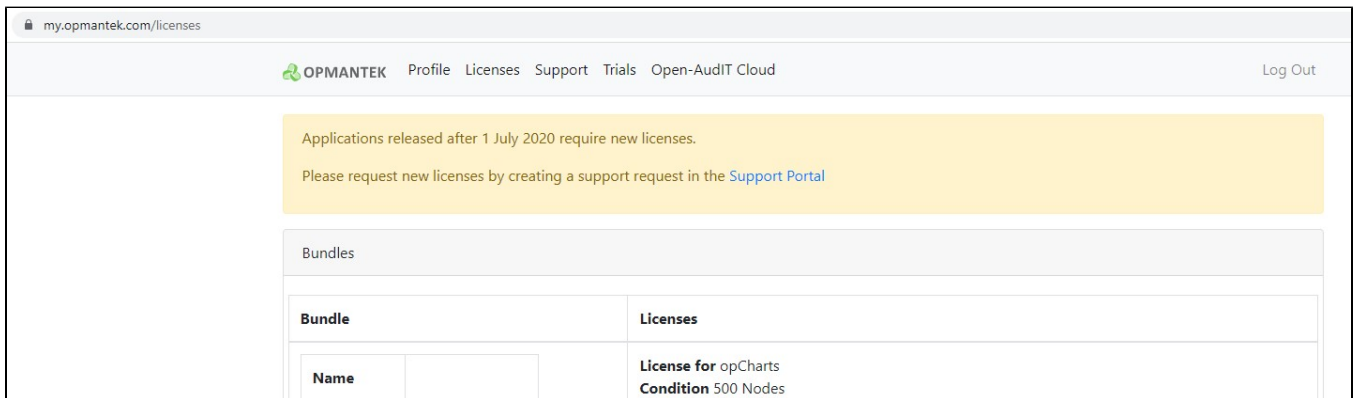 my.opmantek.com/licenses
OPMANTEK Profile Licenses Support Trials Open-AudIT Cloud Log Out
Applications released after 1 July 2020 require new licenses.
Please request new licenses by creating a support request in the Support Portal
Bundles
Bundle Licenses
Name License for opCharts
Condition 500 Nodes